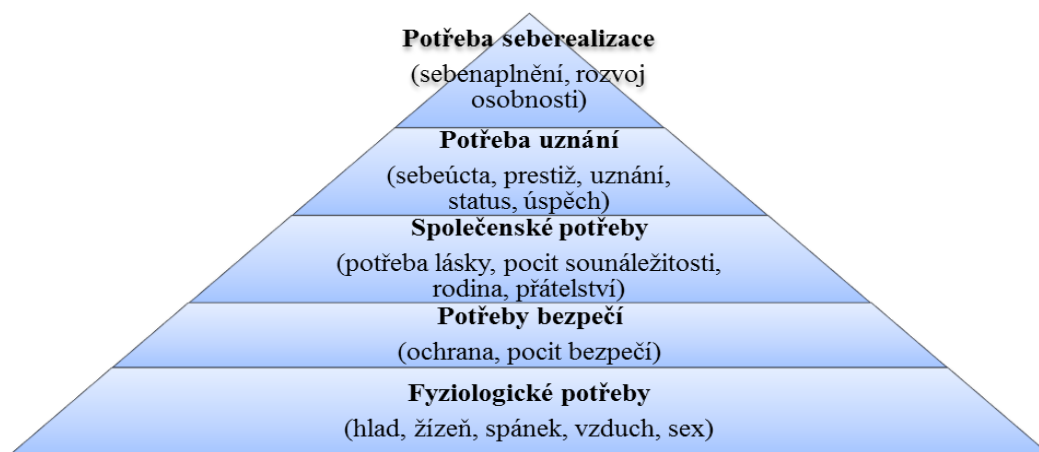 Potřeba seberealizace
(sebenaplnění, rozvoj
osobnosti)
Potřeba uznání
(sebeúcta, prestiž, uznání,
status, úspěch)
Společenské potřeby
(potřeba lásky, pocit sounáležitosti,
rodina, přátelství)
Potřeby bezpečí
(ochrana, pocit bezpečí)
Fyziologické potřeby
(hlad, žízeň, spánek, vzduch, sex)